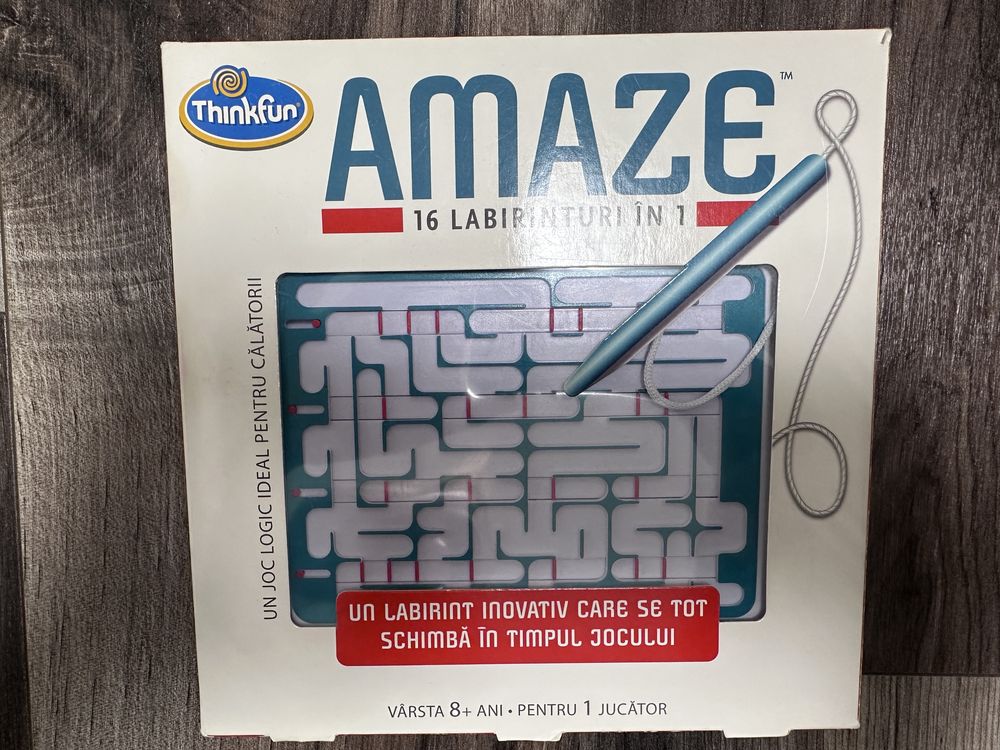 Thinkfun
AMAZE™
16 LABIRINTURI ÎN 1
UN JOC LOGIC IDEAL PENTRU CĂLĂTORII
UN LABIRINT INOVATIV CARE SE TOT
SCHIMBĂ ÎN TIMPUL JOCULUI
VÂRSTA 8+ ANI • PENTRU 1 JUCĂTOR